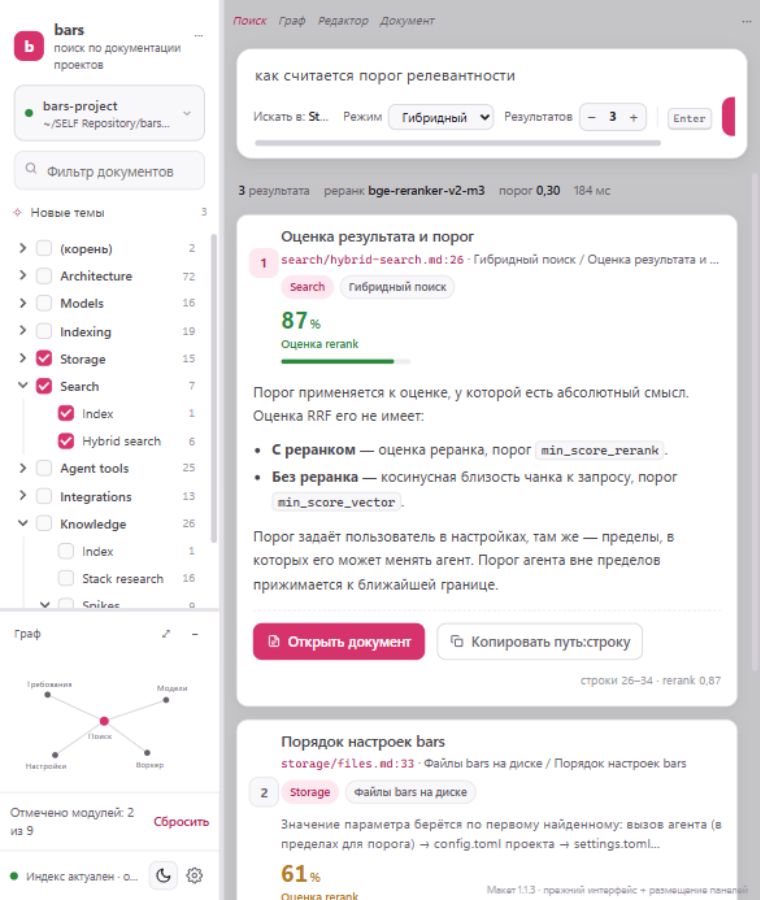 b
bars
поиск по документации
проектов
...
bars-project
~/SELF Repository/bars...
Фильтр документов
Новые темы 3
(корень) 2
Architecture 72
Models 16
Indexing 19
Storage 15
Search 7
Index 1
Hybrid search 6
Agent tools 25
Integrations 13
Knowledge 26
Index 1
Stack research 16
Spikes 9
Граф
Требования
Модели
Поиск
Настройки
Воркер
Отмечено модулей: 2
из 9
Сбросить
Индекс актуален · о...
Поиск Граф Редактор Документ ...
как считается порог релевантности
Искать в: St... Режим Гибридный Результатов − 3 + Enter
3 результата реранк bge-reranker-v2-m3 порог 0,30 184 мс
1
Оценка результата и порог
search/hybrid-search.md:26 · Гибридный поиск / Оценка результата и ...
Search Гибридный поиск
87%
Оценка rerank
Порог применяется к оценке, у которой есть абсолютный смысл.
Оценка RRF его не имеет:
• С реранком — оценка реранка, порог min_score_rerank.
• Без реранка — косинусная близость чанка к запросу, порог
min_score_vector.
Порог задаёт пользователь в настройках, там же — пределы, в
которых его может менять агент. Порог агента вне пределов
прижимается к ближайшей границе.
Открыть документ Копировать путь:строку
строки 26–34 · rerank 0,87
2
Порядок настроек bars
storage/files.md:33 · Файлы bars на диске / Порядок настроек bars
Storage Файлы bars на диске
Значение параметра берётся по первому найденному: вызов агента (в
пределах для порога) → config.toml проекта → settings.toml...
61%
Оценка rerank
Макет 1.1.3 · прежний интерфейс + размещение панелей